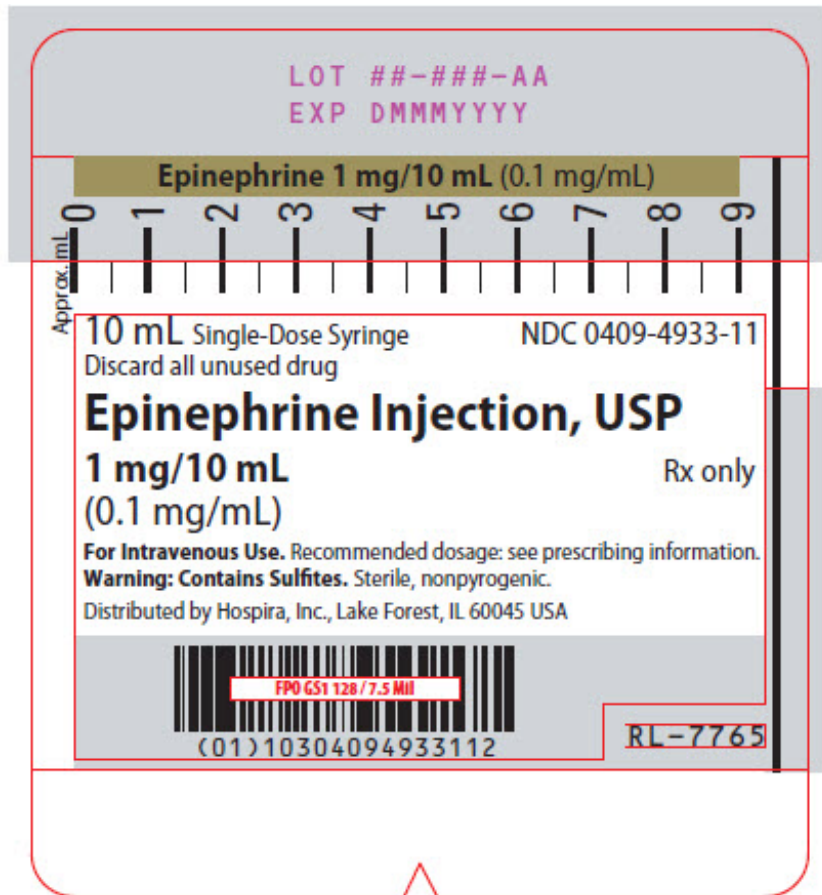 LOT ##-###-AA
EXP DMMMYYYY
Epinephrine 1 mg/10 mL (0.1 mg/mL)
0 1 2 3 4 5 6 7 8 9
Approx. mL
10 mL Single-Dose Syringe NDC 0409-4933-11
Discard all unused drug
Epinephrine Injection, USP
1 mg/10 mL Rx only
(0.1 mg/mL)
For Intravenous Use. Recommended dosage: see prescribing information.
Warning: Contains Sulfites. Sterile, nonpyrogenic.
Distributed by Hospira, Inc., Lake Forest, IL 60045 USA
FPO GS1 128 / 7.5 Mil
(01)10304094933112
RL-7765